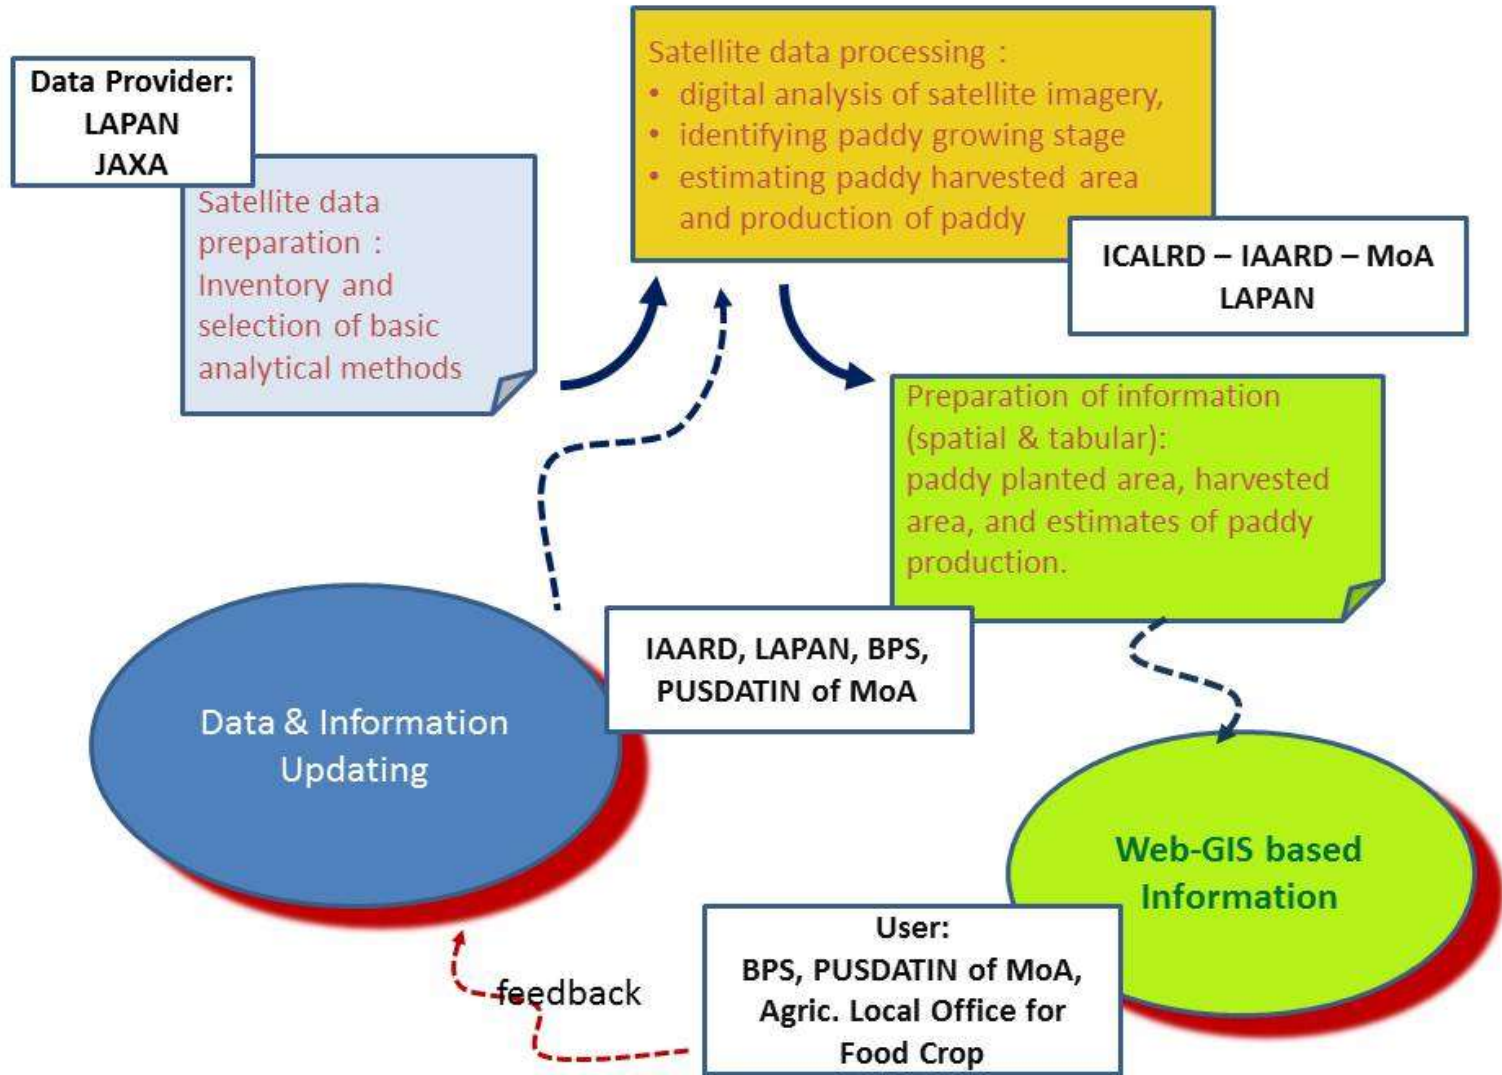 Data Provider:
LAPAN
JAXA
Satellite data
preparation :
Inventory and
selection of basic
analytical methods
Satellite data processing :
• digital analysis of satellite imagery,
• identifying paddy growing stage
• estimating paddy harvested area
and production of paddy
ICALRD – IAARD – MoA
LAPAN
Preparation of information
(spatial & tabular):
paddy planted area, harvested
area, and estimates of paddy
production.
IAARD, LAPAN, BPS,
PUSDATIN of MoA
Data & Information
Updating
Web-GIS based
Information
User:
BPS, PUSDATIN of MoA,
Agric. Local Office for
Food Crop
feedback